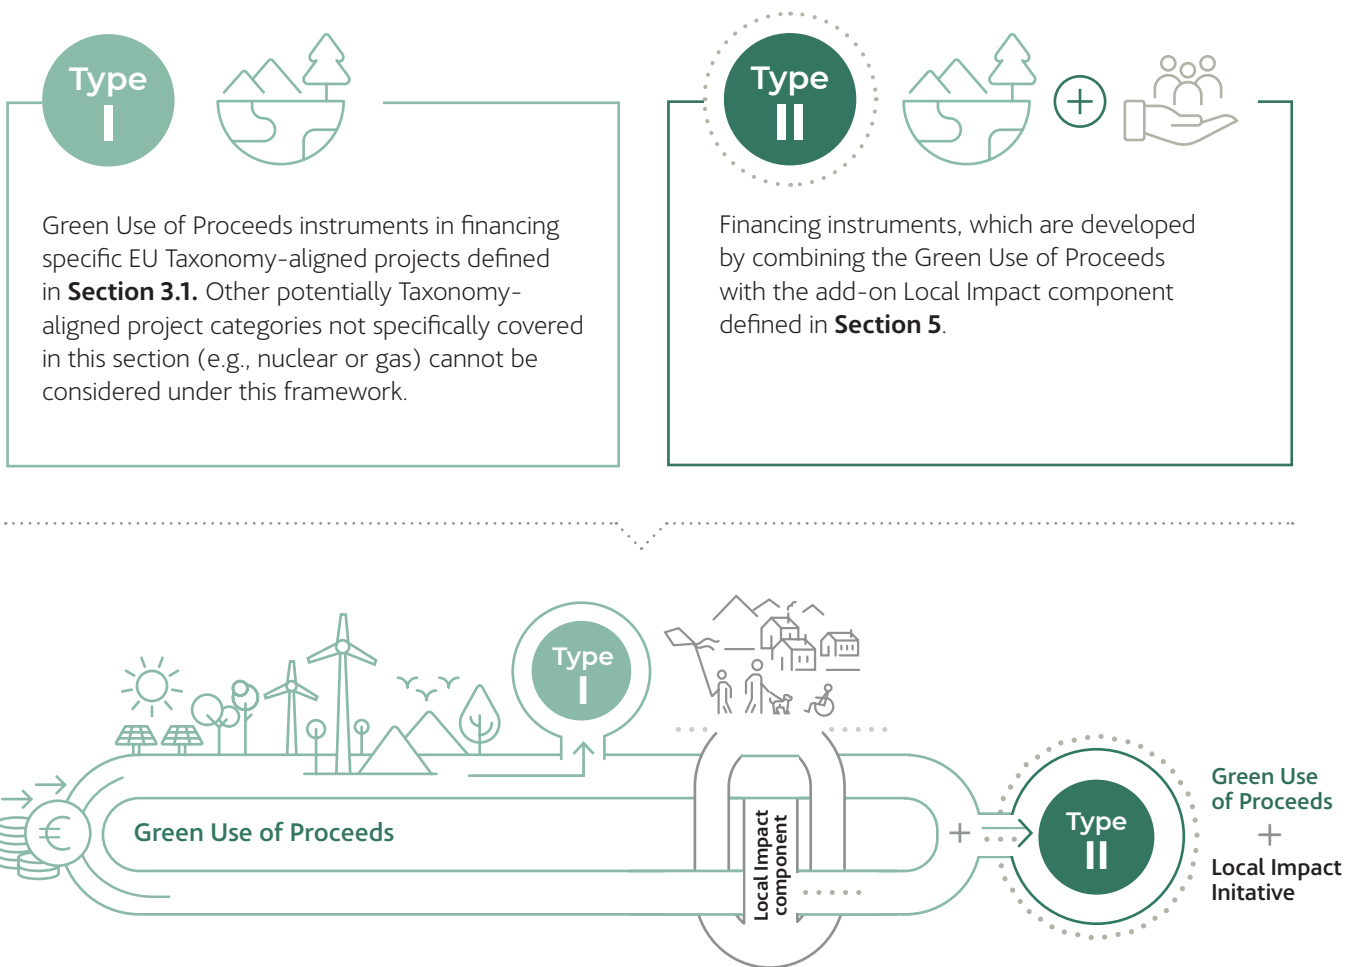 Type
I
Green Use of Proceeds instruments in financing
specific EU Taxonomy-aligned projects defined
in Section 3.1. Other potentially Taxonomy-
aligned project categories not specifically covered
in this section (e.g., nuclear or gas) cannot be
considered under this framework.
Type
II
+
Financing instruments, which are developed
by combining the Green Use of Proceeds
with the add-on Local Impact component
defined in Section 5.
Type
I
€
Green Use of Proceeds
Local Impact
component
+
Type
II
Green Use
of Proceeds
+
Local Impact
Initative